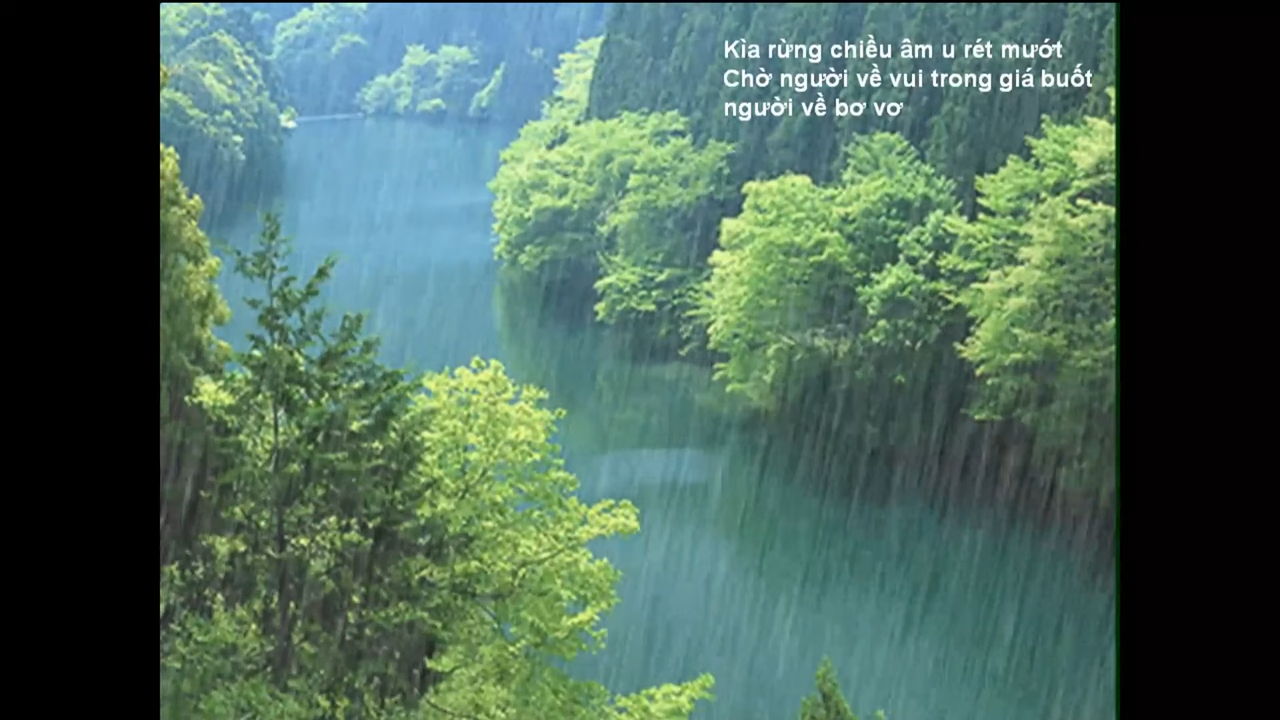 Kìa rừng chiều âm u rét mướt
Chờ người về vui trong giá buốt
người về bơ vơ